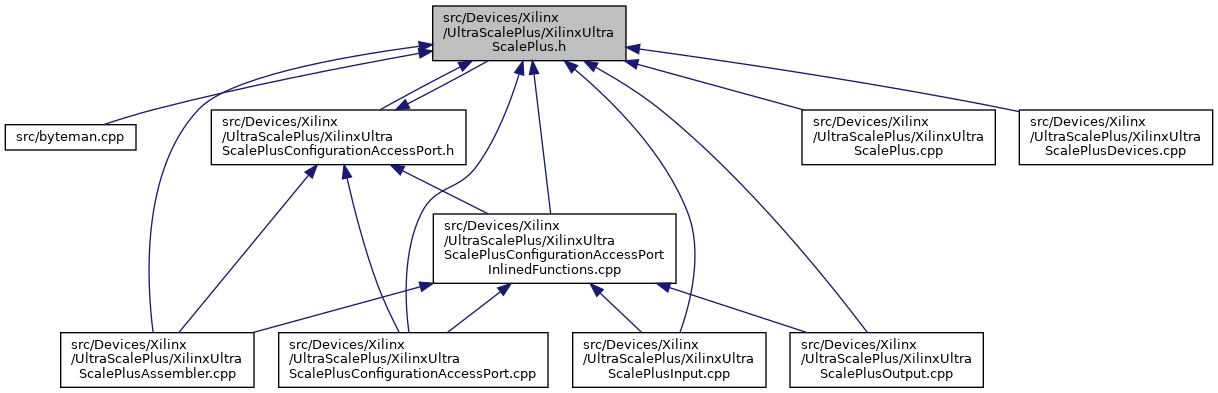 src/Devices/Xilinx
/UltraScalePlus/XilinxUltra
ScalePlus.h
src/byteman.cpp
src/Devices/Xilinx
/UltraScalePlus/XilinxUltra
ScalePlusConfigurationAccessPort.h
src/Devices/Xilinx
/UltraScalePlus/XilinxUltra
ScalePlus.cpp
src/Devices/Xilinx
/UltraScalePlus/XilinxUltra
ScalePlusDevices.cpp
src/Devices/Xilinx
/UltraScalePlus/XilinxUltra
ScalePlusConfigurationAccessPort
InlinedFunctions.cpp
src/Devices/Xilinx
/UltraScalePlus/XilinxUltra
ScalePlusAssembler.cpp
src/Devices/Xilinx
/UltraScalePlus/XilinxUltra
ScalePlusConfigurationAccessPort.cpp
src/Devices/Xilinx
/UltraScalePlus/XilinxUltra
ScalePlusInput.cpp
src/Devices/Xilinx
/UltraScalePlus/XilinxUltra
ScalePlusOutput.cpp